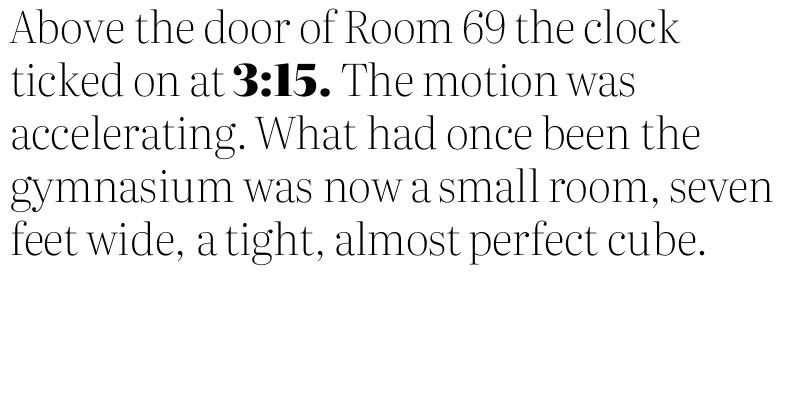 Above the door of Room 69 the clock
ticked on at 3:15. The motion was
accelerating. What had once been the
gymnasium was now a small room, seven
feet wide, a tight, almost perfect cube.